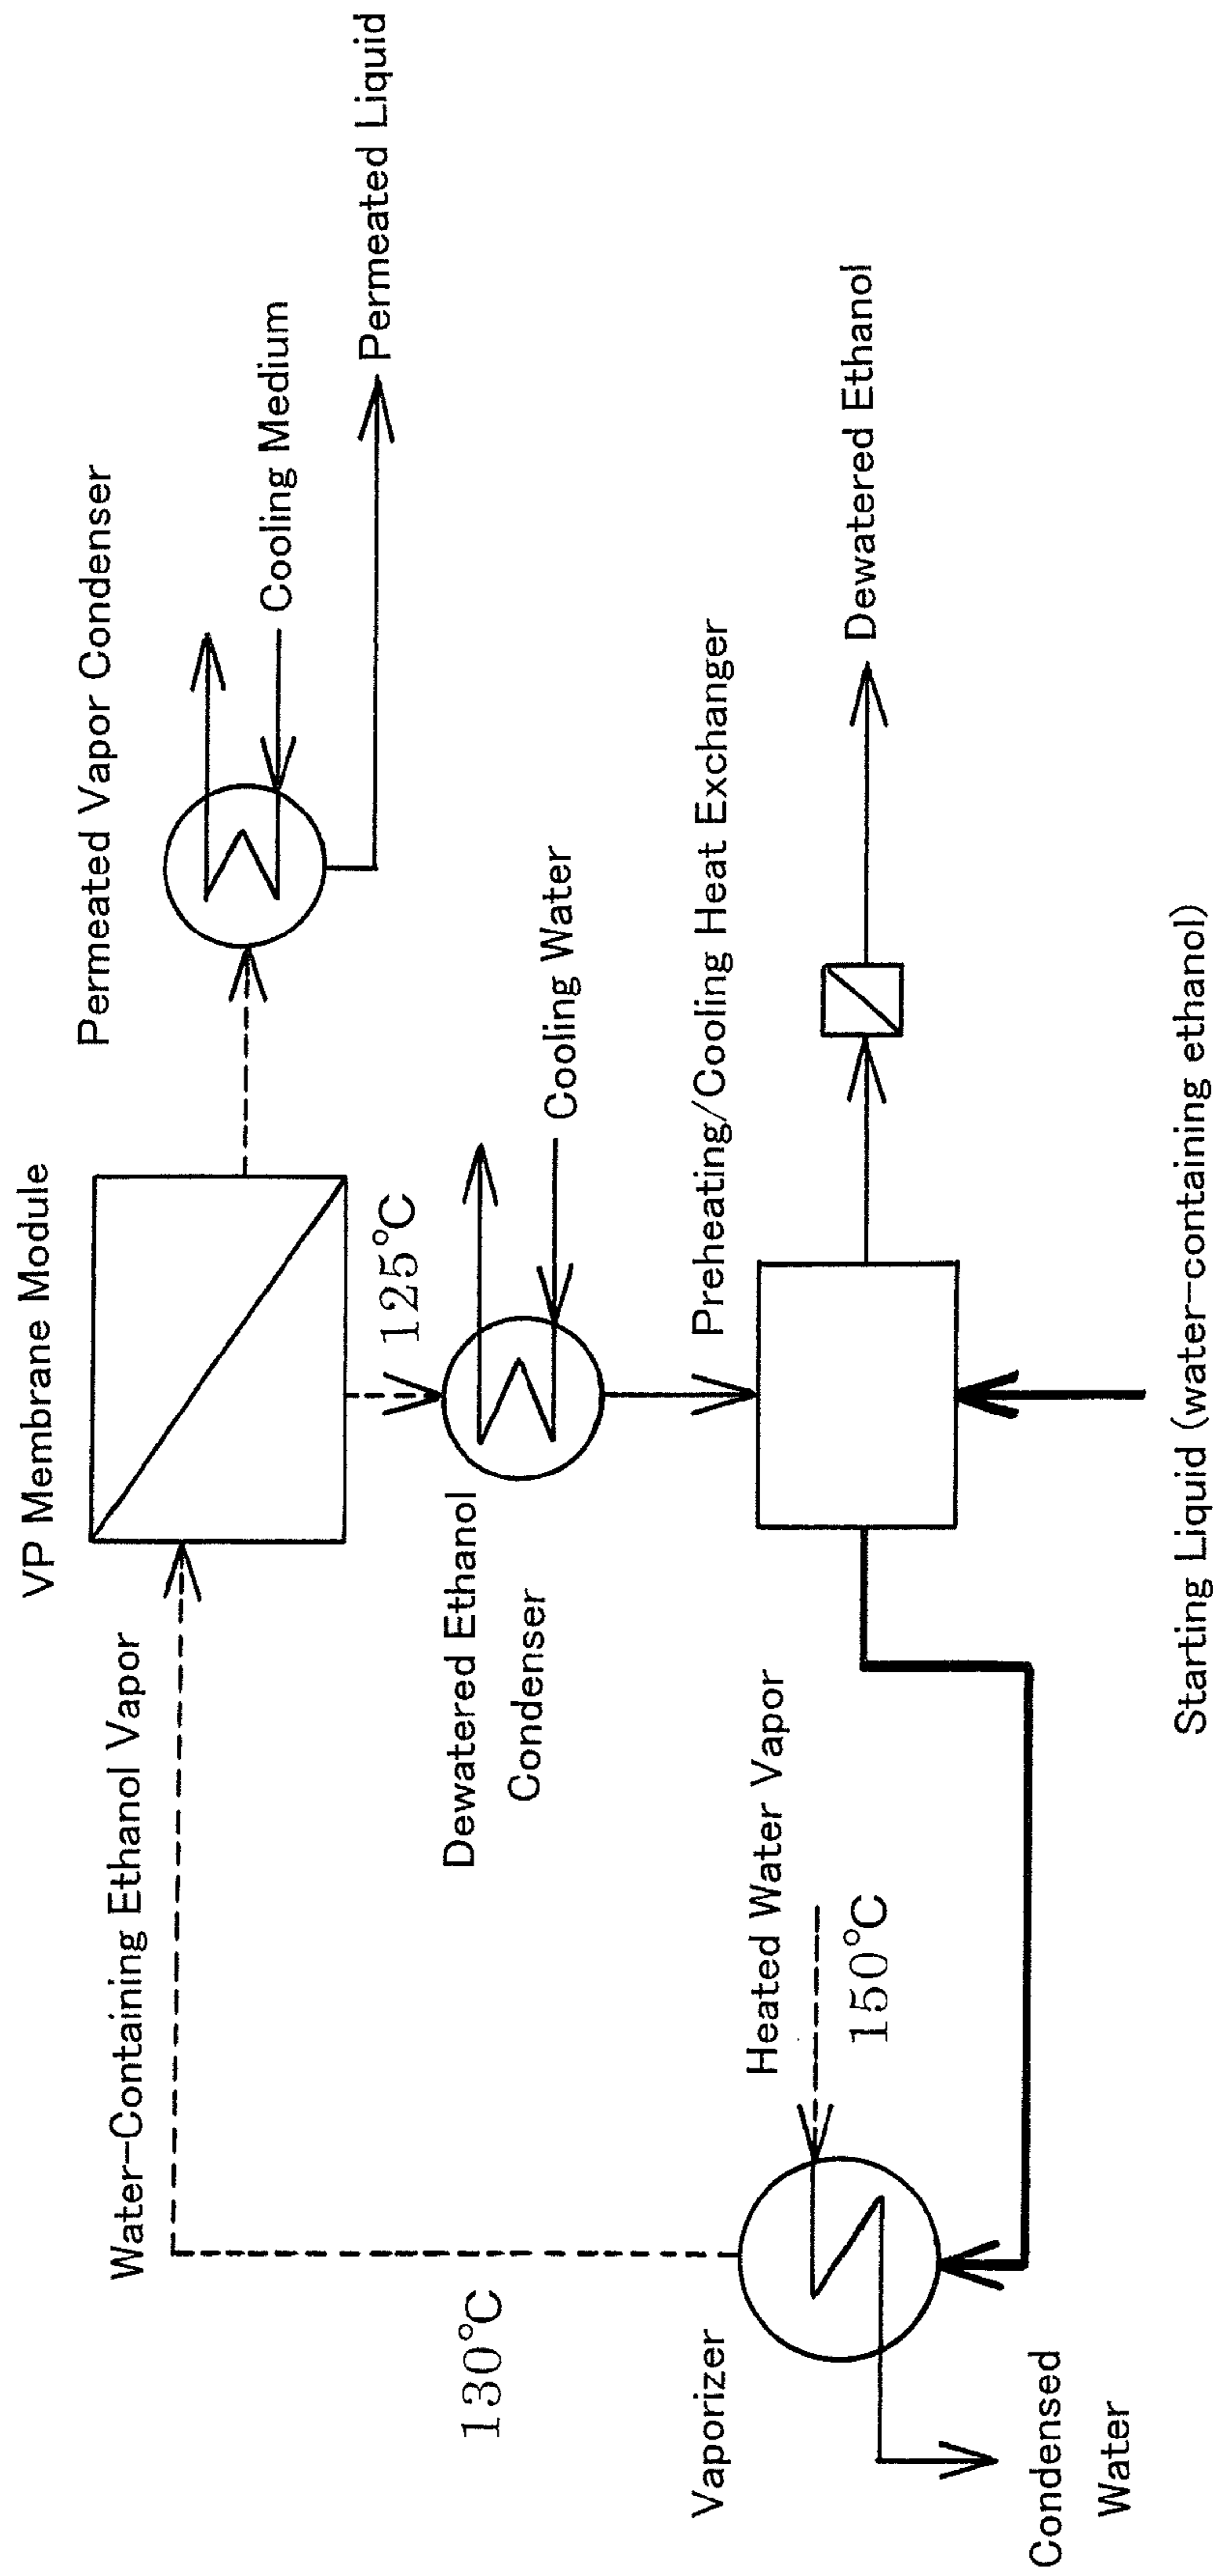 VP Membrane Module
Permeated Vapor Condenser
Water-Containing Ethanol Vapor
Cooling Medium
Permeated Liquid
125℃
130℃
Dewatered Ethanol
Condenser
Cooling Water
Vaporizer
Heated Water Vapor
150℃
Preheating/Cooling Heat Exchanger
Dewatered Ethanol
Condensed
Water
Starting Liquid (water-containing ethanol)